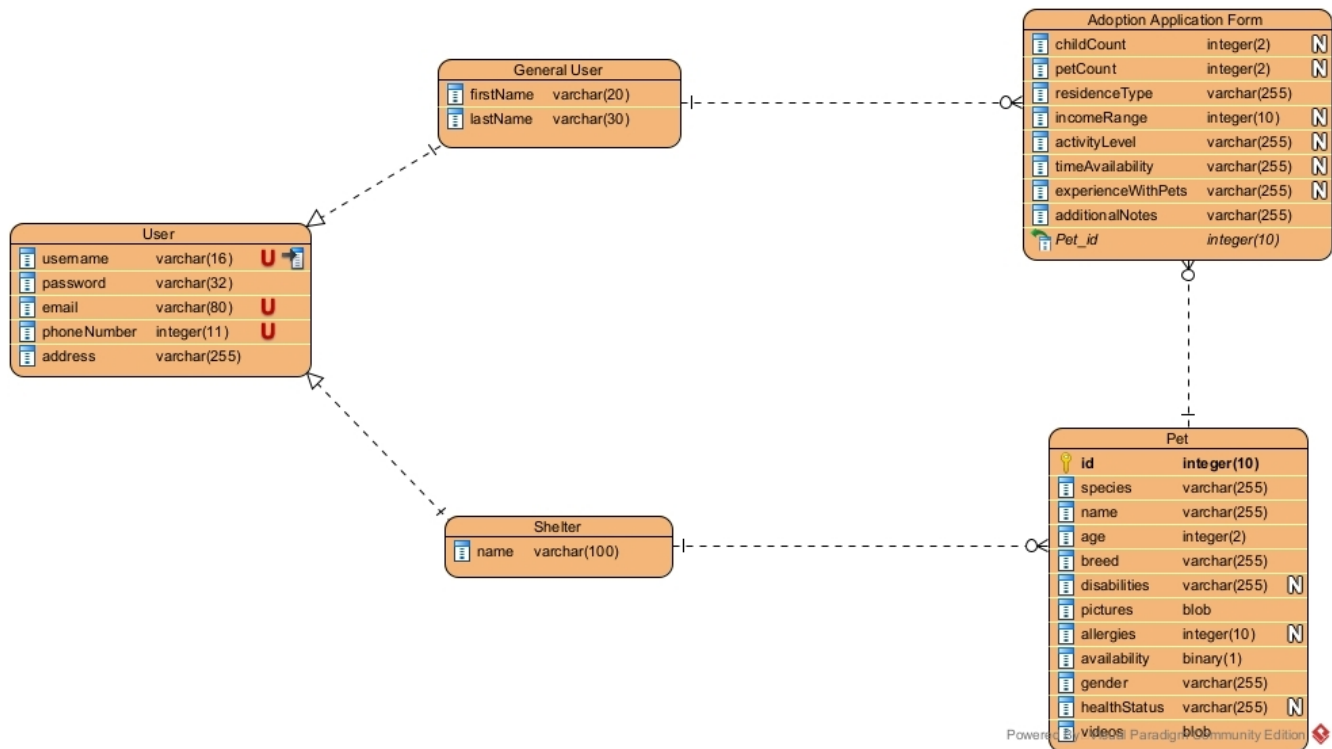 Adoption Application Form
childCount integer(2) N
petCount integer(2) N
residenceType varchar(255)
incomeRange integer(10) N
activityLevel varchar(255) N
timeAvailability varchar(255) N
experienceWithPets varchar(255) N
additionalNotes varchar(255)
Pet_id integer(10)
General User
firstName varchar(20)
lastName varchar(30)
User
username varchar(16) U
password varchar(32)
email varchar(80) U
phoneNumber integer(11) U
address varchar(255)
Shelter
name varchar(100)
Pet
id integer(10)
species varchar(255)
name varchar(255)
age integer(2)
breed varchar(255)
disabilities varchar(255) N
pictures blob
allergies integer(10) N
availability binary(1)
gender varchar(255)
healthStatus varchar(255) N
videos blob
Powered By Visual Paradigm Community Edition